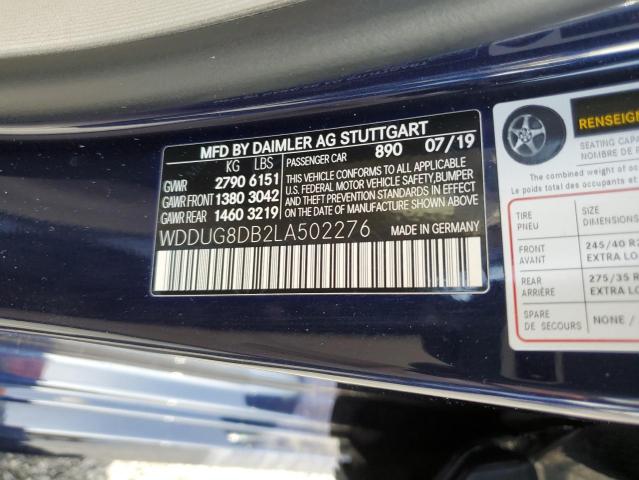 MFD BY DAIMLER AG STUTTGART
KG LBS PASSENGER CAR 890 07/19
GVWR 2790 6151
GAWR FRONT 1380 3042
GAWR REAR 1460 3219
THIS VEHICLE CONFORMS TO ALL APPLICABLE
U.S. FEDERAL MOTOR VEHICLE SAFETY, BUMPER
AND THEFT PREVENTION STANDARDS IN EFFECT
ON THE DATE OF MANUFACTURE SHOWN ABOVE.
WDDUG8DB2LA502276 MADE IN GERMANY
RENSEIGNE
SEATING CAPA
NOMBRE DE P
The combined weight of occ
Le poids total des occupants et
TIRE
PNEU
SIZE
DIMENSIONS
FRONT
AVANT
245/40 R
EXTRA LO
REAR
ARRIÈRE
275/35 R
EXTRA LO
SPARE
DE SECOURS
NONE /